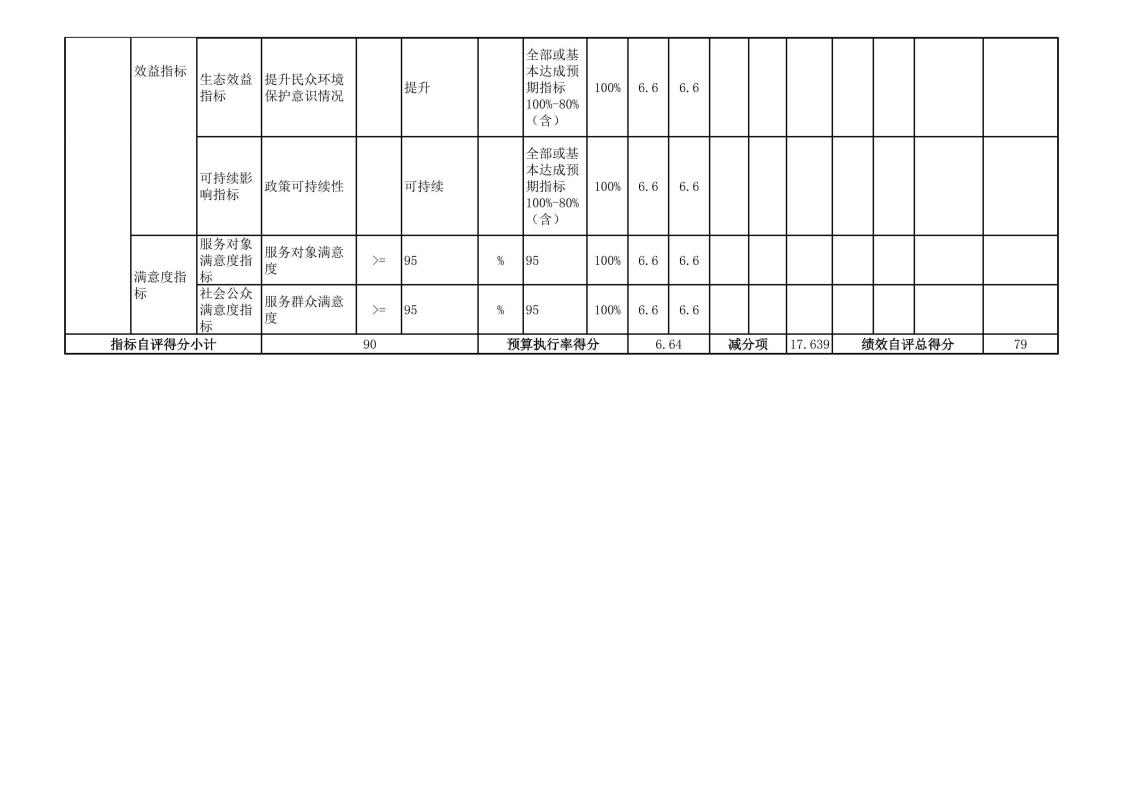 效益指标
生态效益
指标
提升民众环境
保护意识情况
提升
全部或基
本达成预
期指标
100%-80%
（含）
100%
6.6
6.6
可持续影
响指标
政策可持续性
可持续
全部或基
本达成预
期指标
100%-80%
（含）
100%
6.6
6.6
满意度指
标
服务对象
满意度指
标
服务对象满意
度
>=
95
%
95
100%
6.6
6.6
社会公众
满意度指
标
服务群众满意
度
>=
95
%
95
100%
6.6
6.6
指标自评得分小计
90
预算执行率得分
6.64
减分项
17.639
绩效自评总得分
79